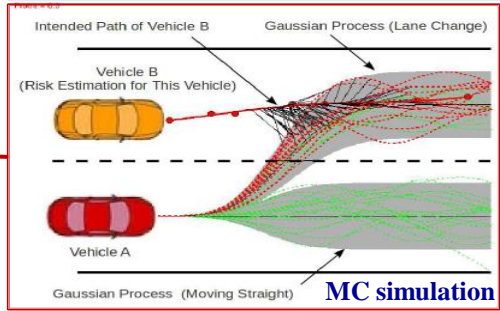 Intended Path of Vehicle B
Gaussian Process (Lane Change)
Vehicle B
(Risk Estimation for This Vehicle)
Vehicle A
Gaussian Process (Moving Straight)
MC simulation